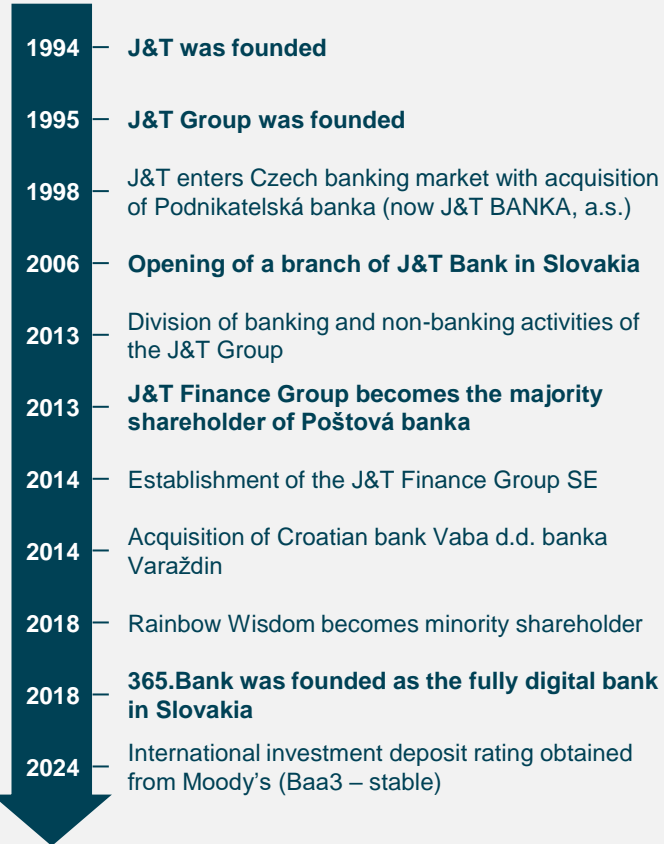 1994 J&T was founded
1995 J&T Group was founded
1998 J&T enters Czech banking market with acquisition
of Podnikatelská banka (now J&T BANKA, a.s.)
2006 Opening of a branch of J&T Bank in Slovakia
2013 Division of banking and non-banking activities of
the J&T Group
2013 J&T Finance Group becomes the majority
shareholder of Poštová banka
2014 Establishment of the J&T Finance Group SE
2014 Acquisition of Croatian bank Vaba d.d. banka
Varaždin
2018 Rainbow Wisdom becomes minority shareholder
2018 365.Bank was founded as the fully digital bank
in Slovakia
2024 International investment deposit rating obtained
from Moody’s (Baa3 – stable)